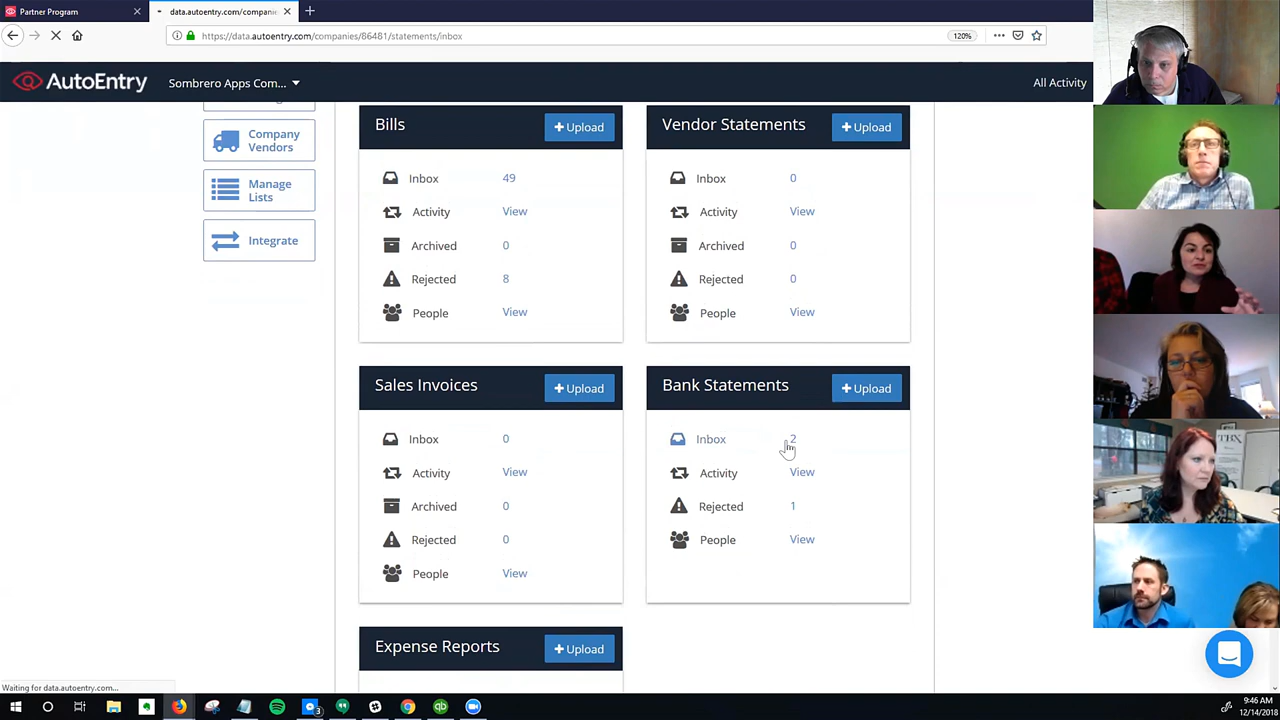 Partner Program
data.autoentry.com/companie
https://data.autoentry.com/companies/86481/statements/inbox
120%
AutoEntry
Sombrero Apps Com...
All Activity
Company
Vendors
Manage
Lists
Integrate
Bills
+ Upload
Inbox 49
Activity View
Archived 0
Rejected 8
People View
Vendor Statements
+ Upload
Inbox 0
Activity View
Archived 0
Rejected 0
People View
Sales Invoices
+ Upload
Inbox 0
Activity View
Archived 0
Rejected 0
People View
Bank Statements
+ Upload
Inbox 2
Activity View
Rejected 1
People View
Expense Reports
+ Upload
Waiting for data.autoentry.com...
3
qb
9:46 AM
12/14/2018